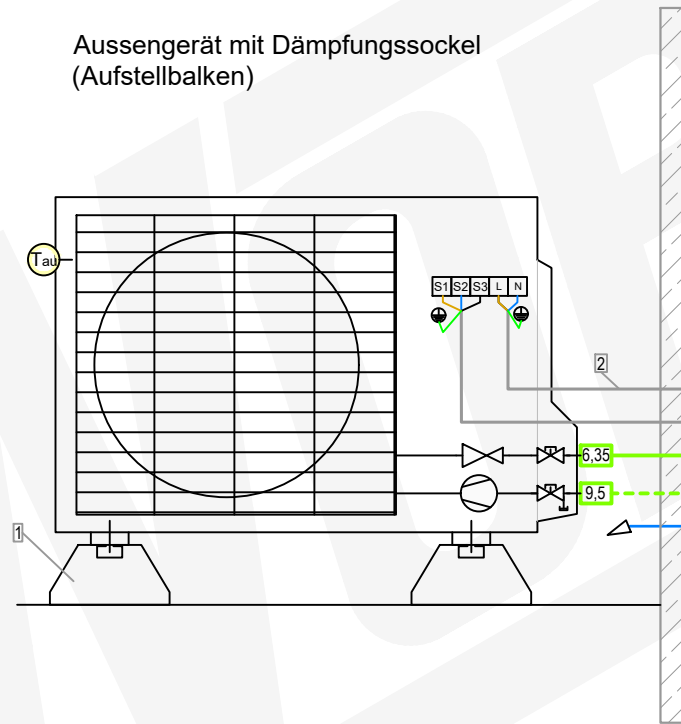 Aussengerät mit Dämpfungssockel
(Aufstellbalken)
Tau
S1 S2 S3 L N
2
6,35
9,5
1